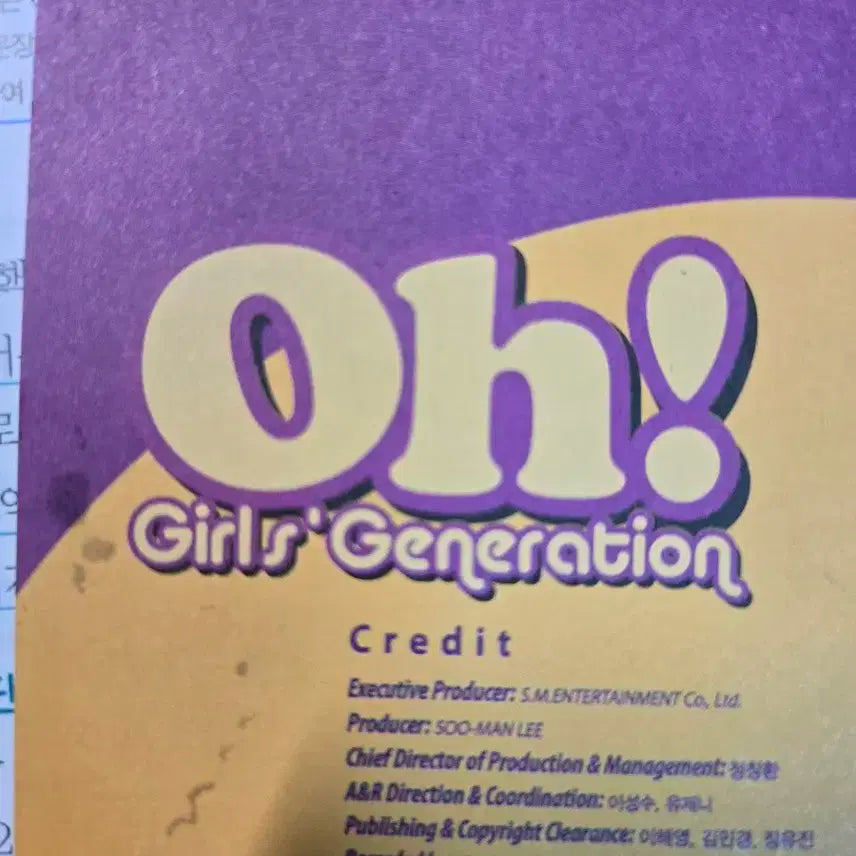 Oh!
Girls' Generation
Credit
Executive Producer: S.M.ENTERTAINMENT Co., Ltd.
Producer: SOO-MAN LEE
Chief Director of Production & Management: 정창환
A&R Direction & Coordination: 이성수, 유제니
Publishing & Copyright Clearance: 이혜영, 김민경, 정유진